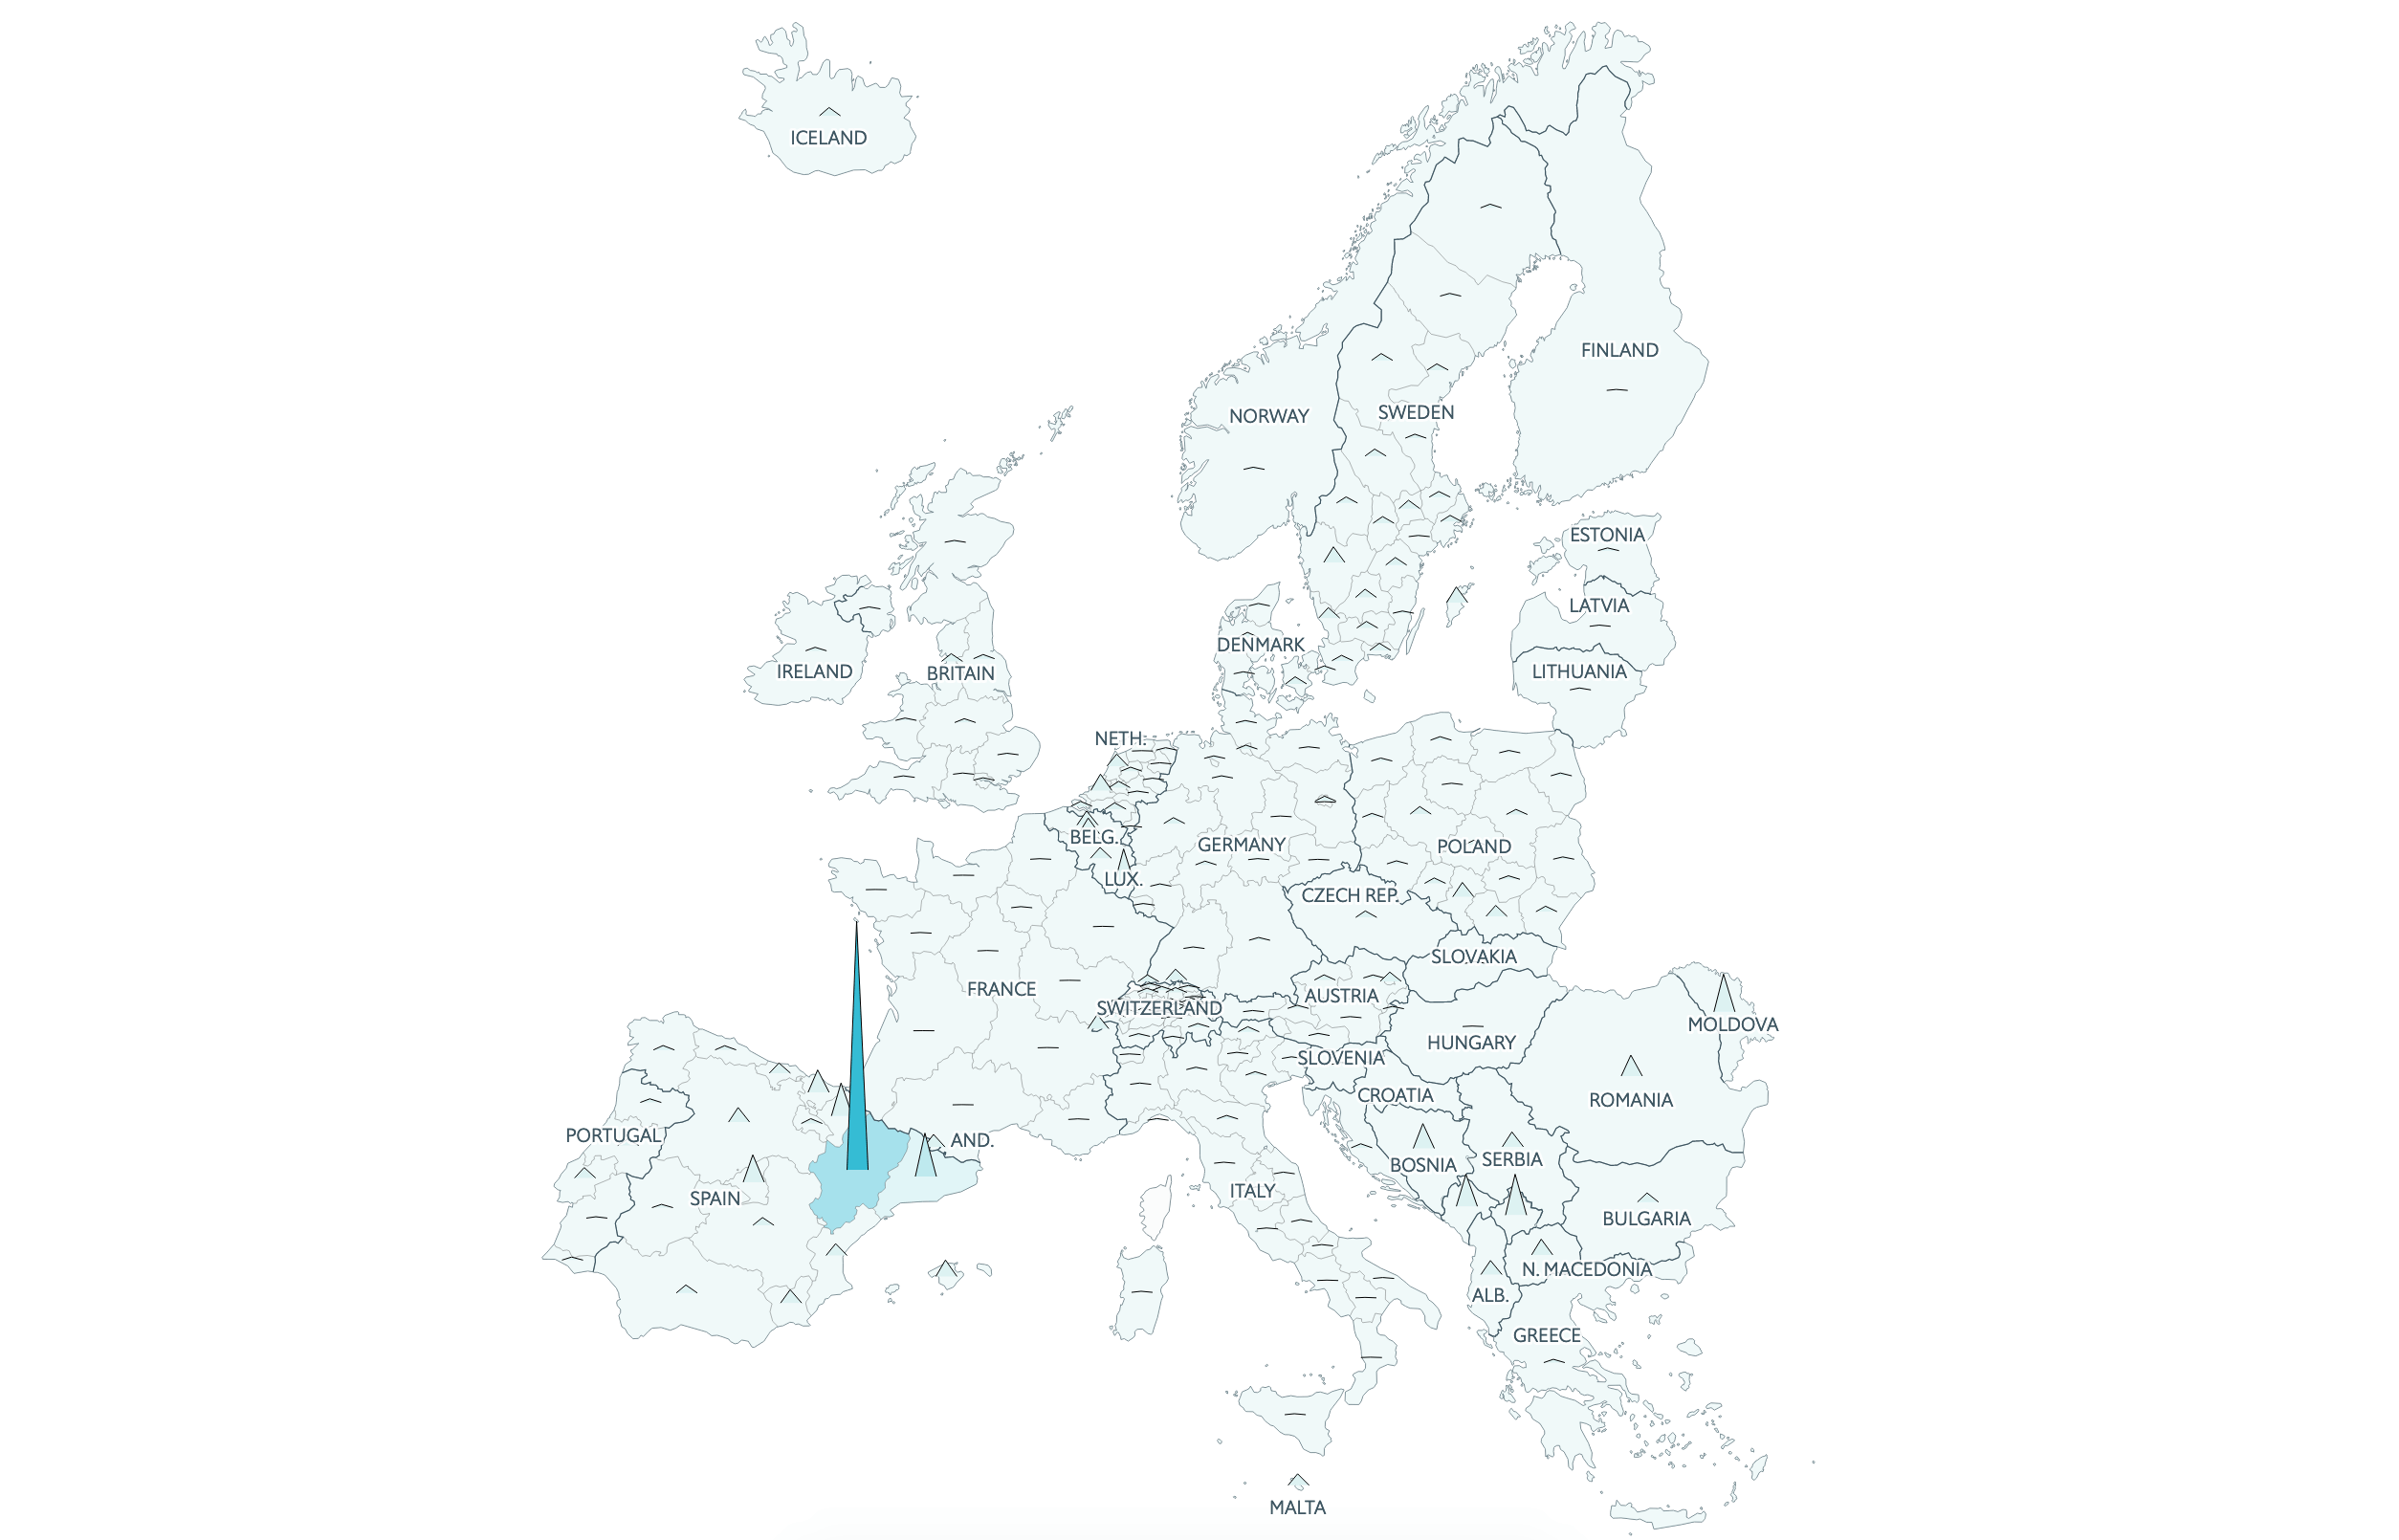 ICELAND
FINLAND
NORWAY
SWEDEN
ESTONIA
LATVIA
DENMARK
IRELAND
BRITAIN
LITHUANIA
NETH.
BELG.
GERMANY
POLAND
LUX.
CZECH REP.
SLOVAKIA
FRANCE
AUSTRIA
SWITZERLAND
MOLDOVA
HUNGARY
SLOVENIA
CROATIA
ROMANIA
PORTUGAL
AND.
BOSNIA
SERBIA
SPAIN
ITALY
BULGARIA
N. MACEDONIA
ALB.
GREECE
MALTA